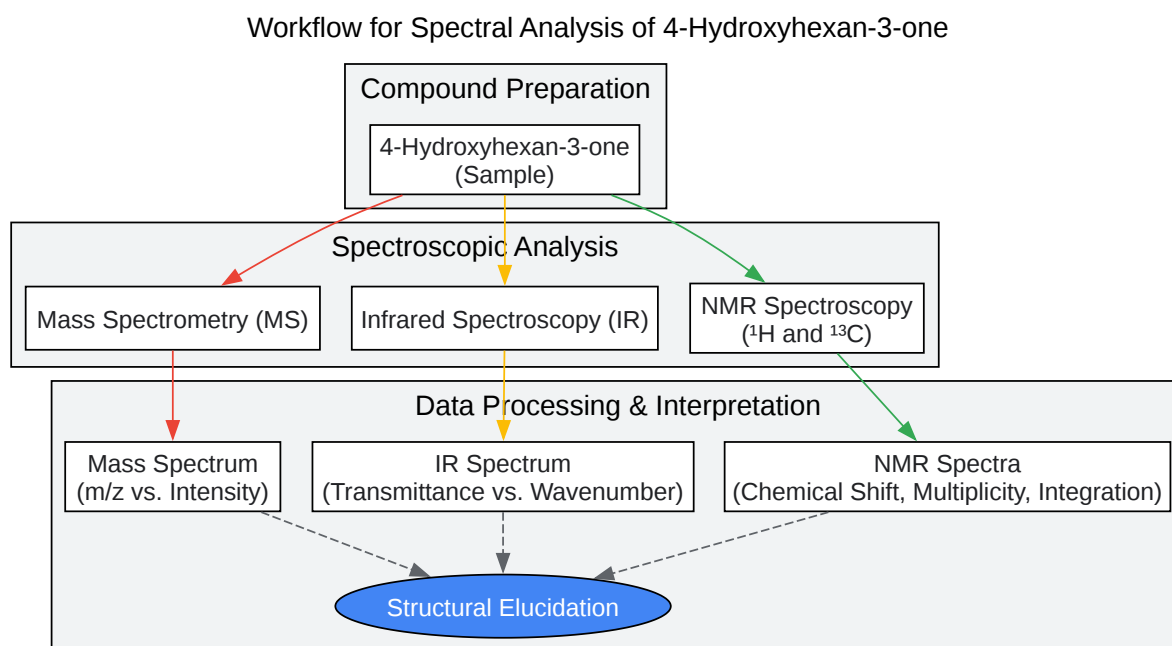 Workflow for Spectral Analysis of 4-Hydroxyhexan-3-one
Compound Preparation
4-Hydroxyhexan-3-one
(Sample)
Spectroscopic Analysis
Mass Spectrometry (MS)
Infrared Spectroscopy (IR)
NMR Spectroscopy
(¹H and ¹³C)
Data Processing & Interpretation
Mass Spectrum
(m/z vs. Intensity)
IR Spectrum
(Transmittance vs. Wavenumber)
NMR Spectra
(Chemical Shift, Multiplicity, Integration)
Structural Elucidation